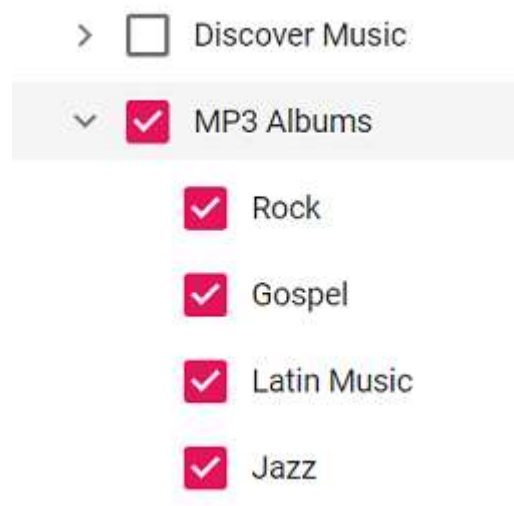 Discover Music
MP3 Albums
Rock
Gospel
Latin Music
Jazz